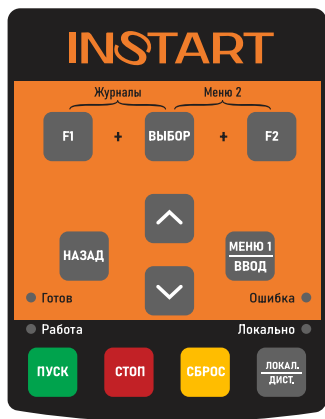 INSTART
Журналы Меню 2
F1 + ВЫБОР + F2
НАЗАД
МЕНЮ 1
ВВОД
Готов Ошибка
Работа Локально
ПУСК СТОП СБРОС ЛОКАЛ.
ДИСТ.